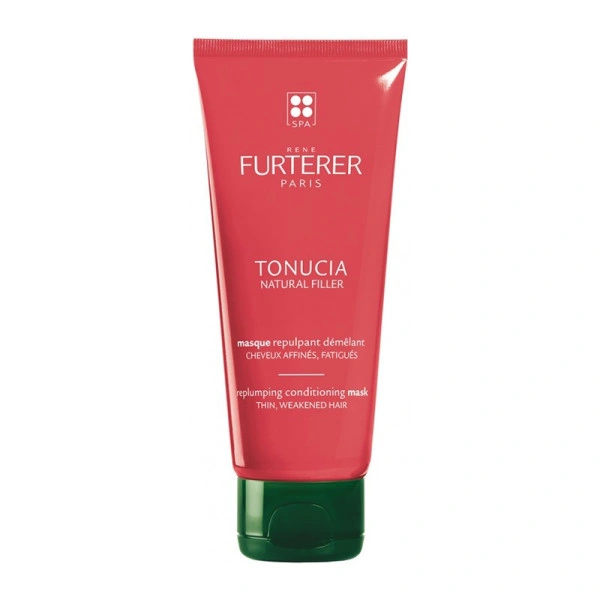 SPA
RENE
FURTERER
PARIS
TONUCIA
NATURAL FILLER
masque repulpant démêlant
CHEVEUX AFFINÉS, FATIGUÉS
replumping conditioning mask
THIN, WEAKENED HAIR